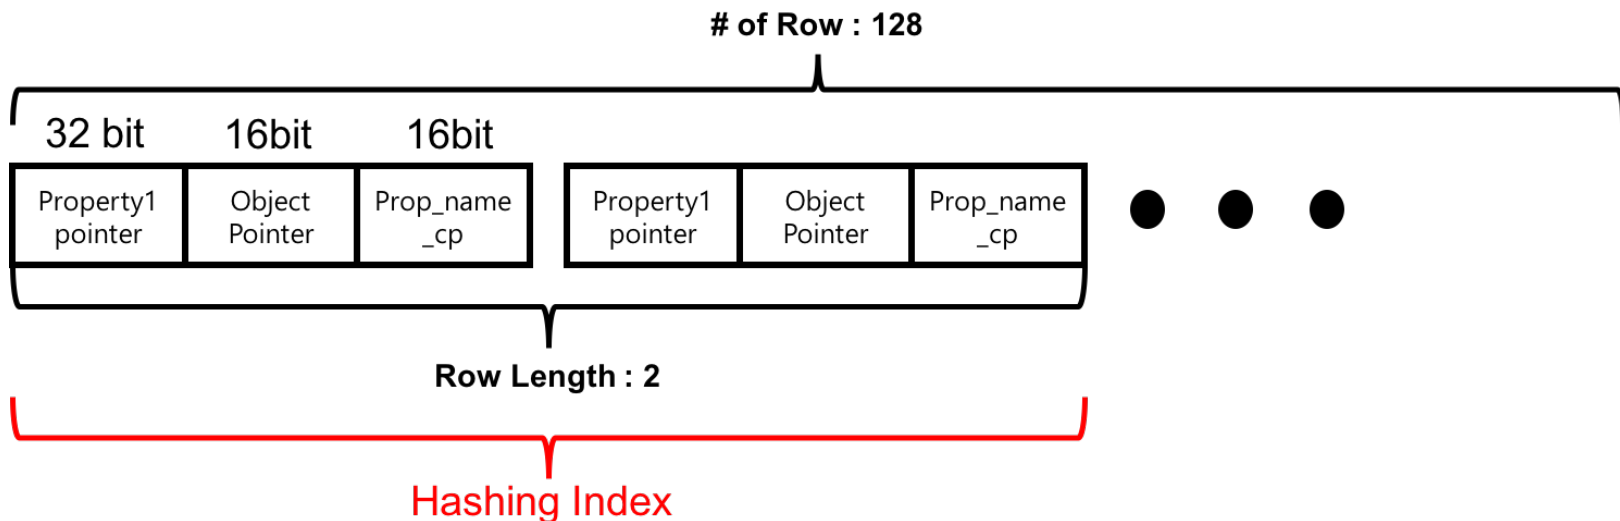 # of Row : 128
32 bit
16bit
16bit
Property1
pointer
Object
Pointer
Prop_name
_cp
Property1
pointer
Object
Pointer
Prop_name
_cp
Row Length : 2
Hashing Index